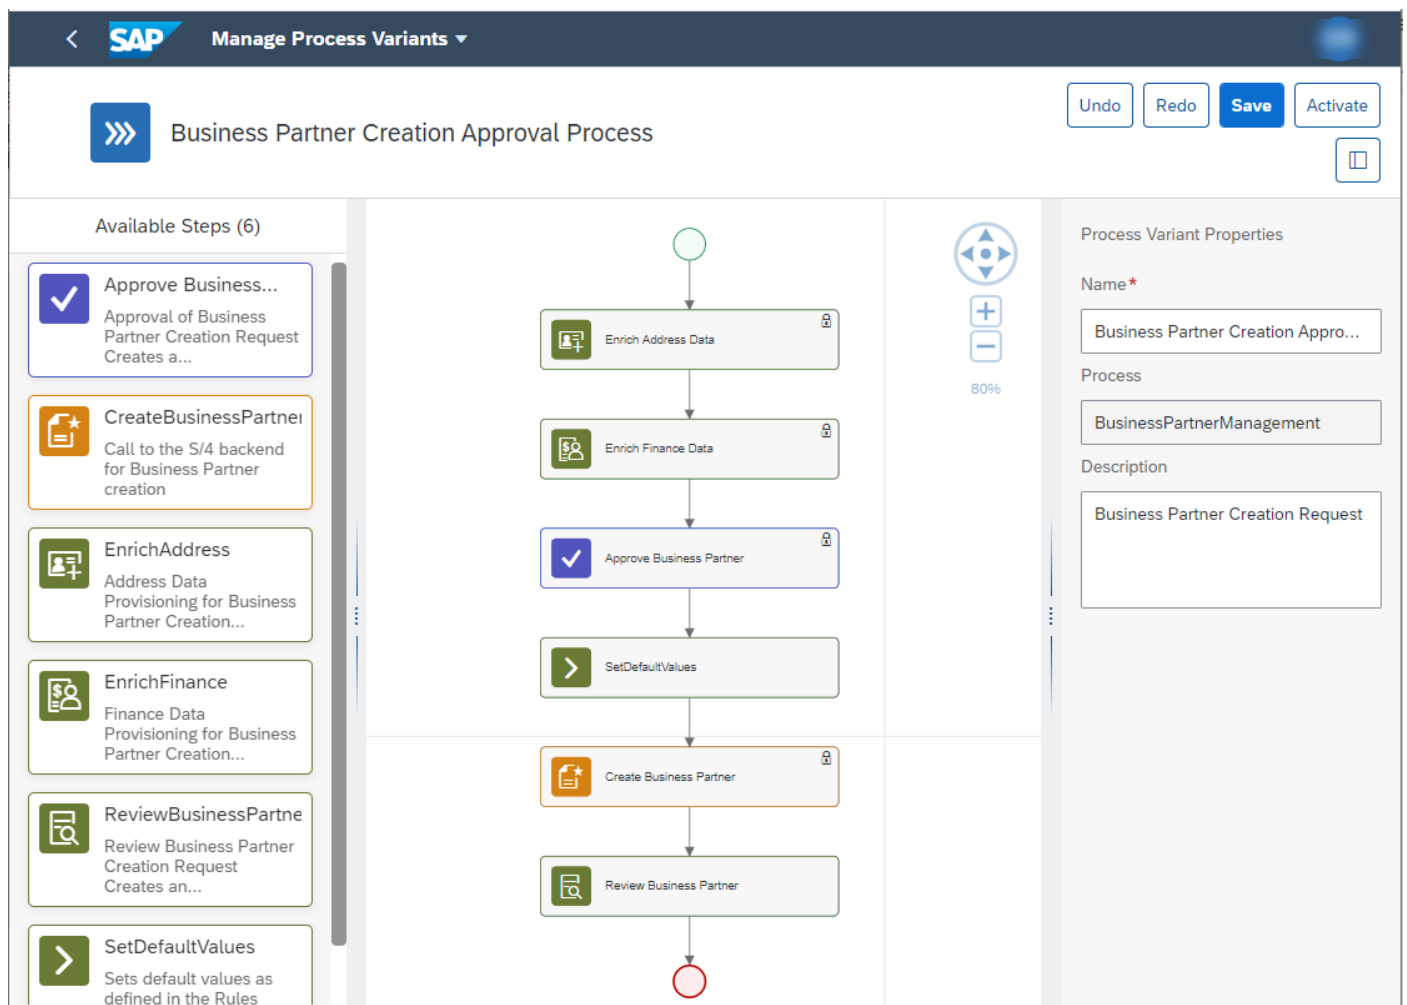 SAP
Manage Process Variants
Business Partner Creation Approval Process
Undo
Redo
Save
Activate
Available Steps (6)
Approve Business...
Approval of Business
Partner Creation Request
Creates a...
CreateBusinessPartner
Call to the S/4 backend
for Business Partner
creation
EnrichAddress
Address Data
Provisioning for Business
Partner Creation...
EnrichFinance
Finance Data
Provisioning for Business
Partner Creation...
ReviewBusinessPartne
Review Business Partner
Creation Request
Creates an...
SetDefaultValues
Sets default values as
defined in the Rules
Enrich Address Data
Enrich Finance Data
Approve Business Partner
SetDefaultValues
Create Business Partner
Review Business Partner
80%
Process Variant Properties
Name*
Business Partner Creation Appro...
Process
BusinessPartnerManagement
Description
Business Partner Creation Request